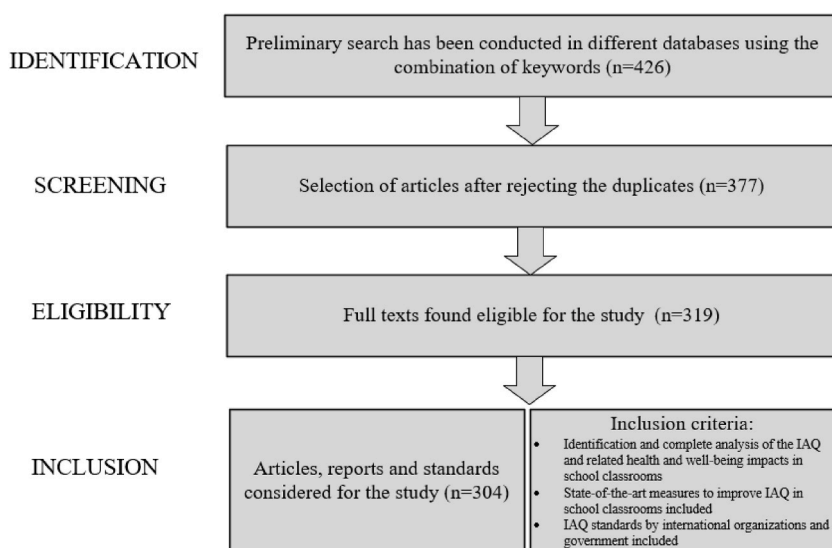 IDENTIFICATION
Preliminary search has been conducted in different databases using the
combination of keywords (n=426)
SCREENING
Selection of articles after rejecting the duplicates (n=377)
ELIGIBILITY
Full texts found eligible for the study (n=319)
INCLUSION
Articles, reports and standards
considered for the study (n=304)
Inclusion criteria:
• Identification and complete analysis of the IAQ
and related health and well-being impacts in
school classrooms
• State-of-the-art measures to improve IAQ in
school classrooms included
• IAQ standards by international organizations and
government included